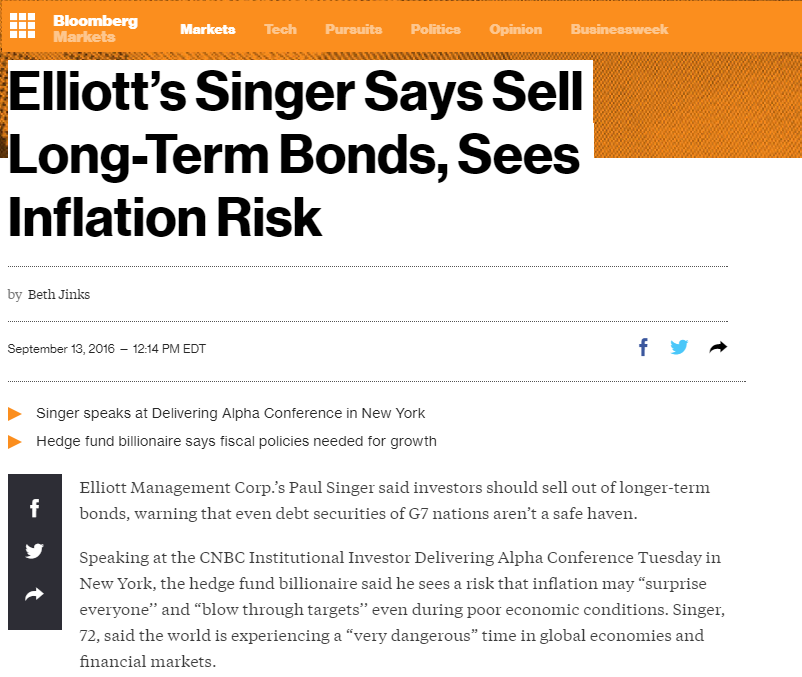 Bloomberg
Markets
Markets Tech Pursuits Politics Opinion Businessweek
Elliott’s Singer Says Sell
Long-Term Bonds, Sees
Inflation Risk
by Beth Jinks
September 13, 2016 — 12:14 PM EDT
Singer speaks at Delivering Alpha Conference in New York
Hedge fund billionaire says fiscal policies needed for growth
Elliott Management Corp.’s Paul Singer said investors should sell out of longer-term
bonds, warning that even debt securities of G7 nations aren’t a safe haven.
Speaking at the CNBC Institutional Investor Delivering Alpha Conference Tuesday in
New York, the hedge fund billionaire said he sees a risk that inflation may “surprise
everyone’’ and “blow through targets’’ even during poor economic conditions. Singer,
72, said the world is experiencing a “very dangerous” time in global economies and
financial markets.